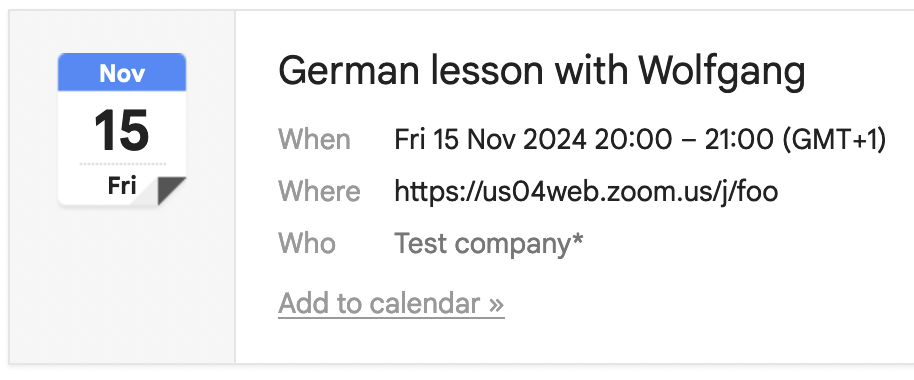 Nov
15
Fri
German lesson with Wolfgang
When Fri 15 Nov 2024 20:00 – 21:00 (GMT+1)
Where https://us04web.zoom.us/j/foo
Who Test company*
Add to calendar »